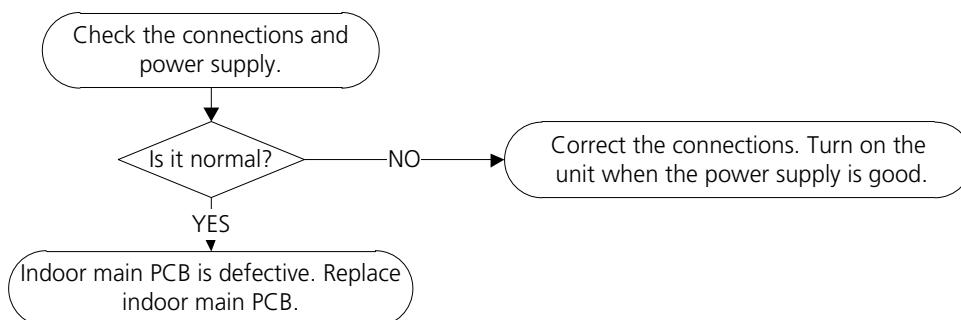 Check the connections and
power supply.
Is it normal?
NO
Correct the connections. Turn on the
unit when the power supply is good.
YES
Indoor main PCB is defective. Replace
indoor main PCB.